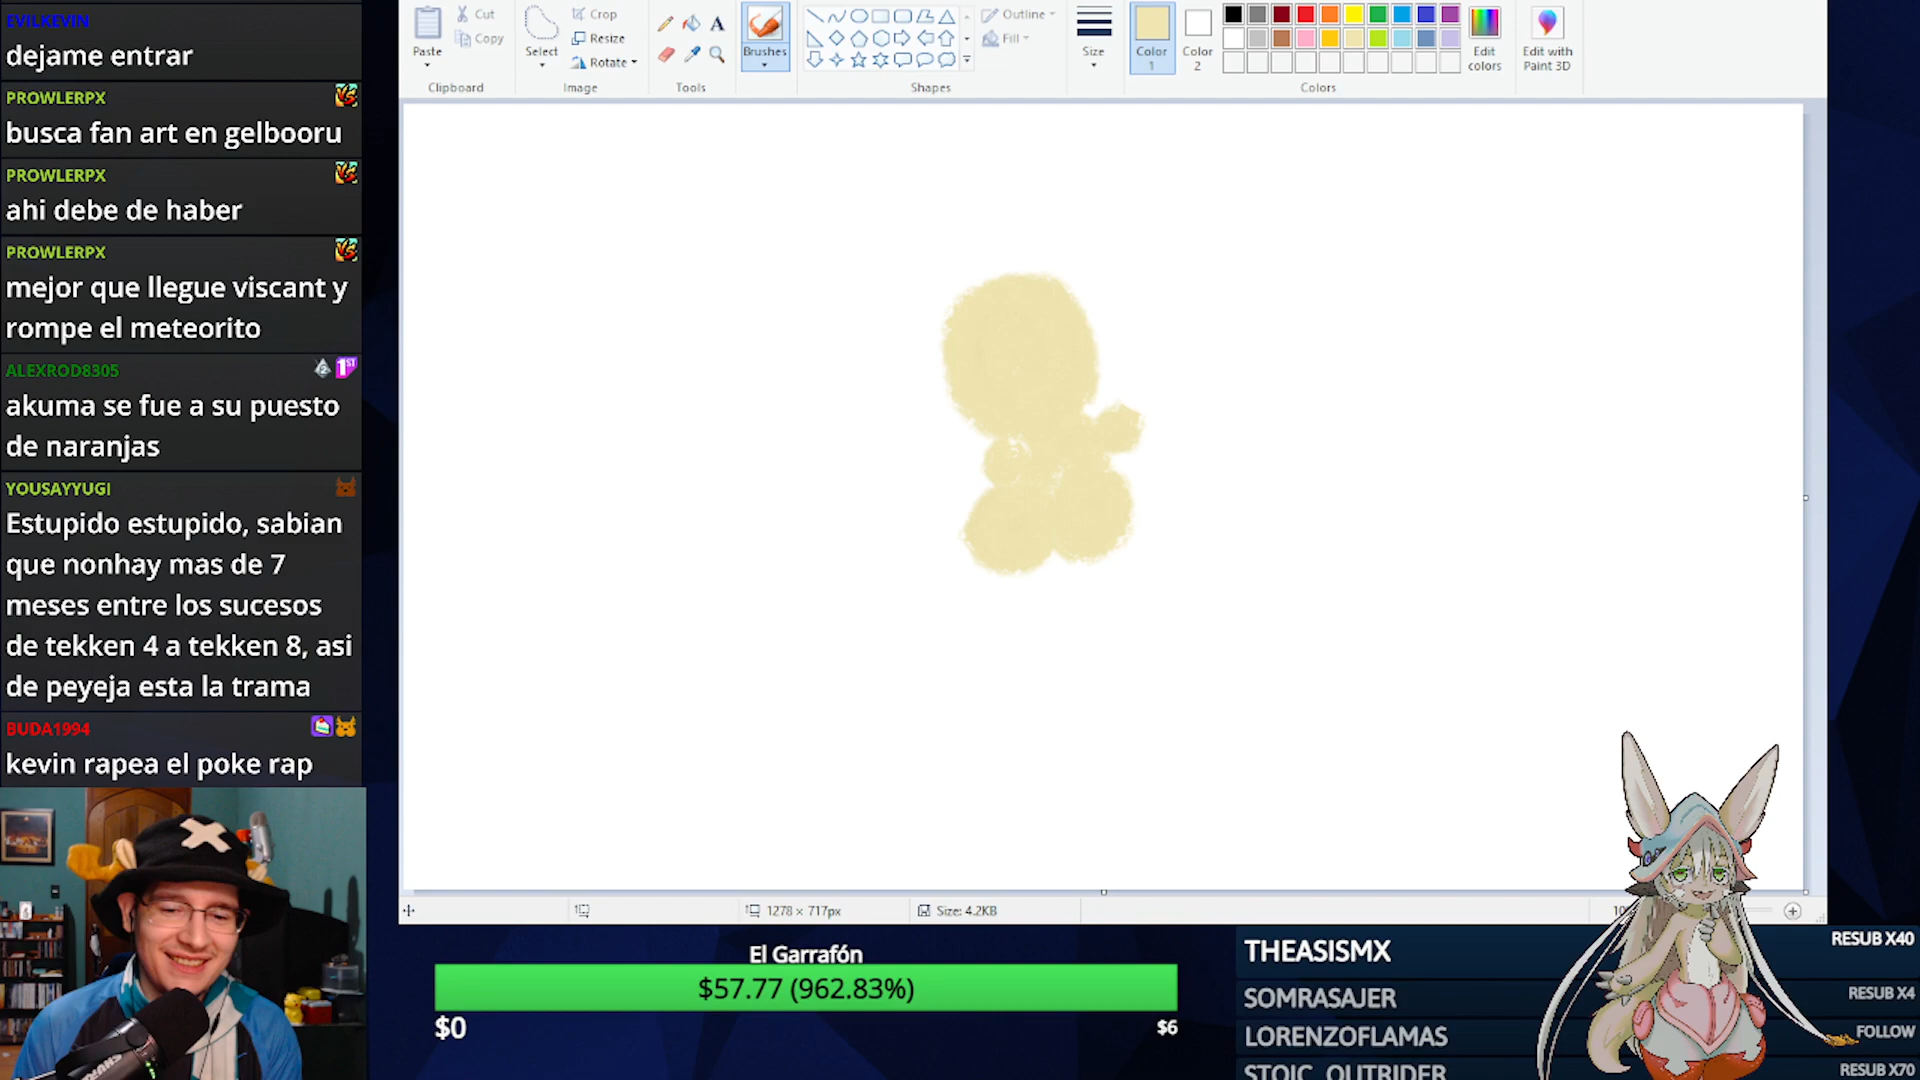 EVILKEVIN
dejame entrar
PROWLERPX
busca fan art en gelbooru
PROWLERPX
ahi debe de haber
PROWLERPX
mejor que llegue viscant y
rompe el meteorito
ALEXROD8305
akuma se fue a su puesto
de naranjas
YOUSAYYUGI
Estupido estupido, sabian
que nonhay mas de 7
meses entre los sucesos
de tekken 4 a tekken 8, asi
de peyeja esta la trama
BUDA1994
kevin rapea el poke rap
Paste
Cut
Copy
Clipboard
Select
Crop
Resize
Rotate
Image
A
Tools
Brushes
Outline
Fill
Shapes
Size
Color
1
Color
2
Edit
colors
Colors
Edit with
Paint 3D
1278 × 717px
Size: 4.2KB
El Garrafón
$57.77 (962.83%)
$0
$6
THEASISMX
RESUB X40
SOMRASAJER
RESUB X4
LORENZOFLAMAS
FOLLOW
STOIC_OUTRIDER
RESUB X70